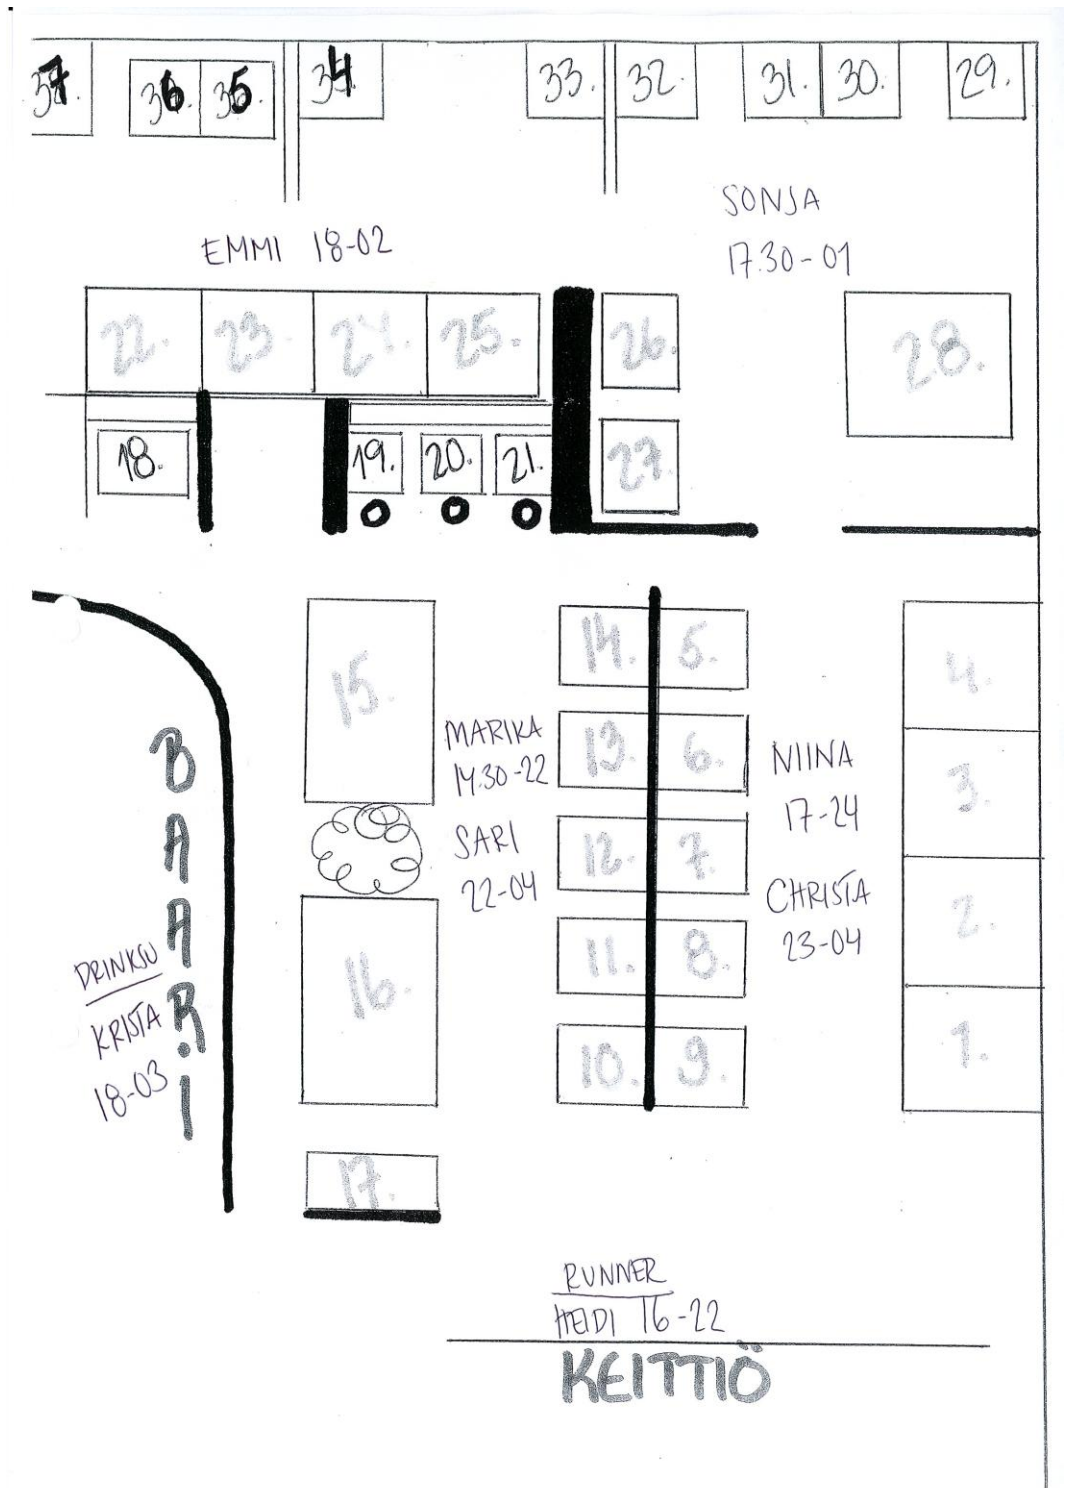 37. 36. 35. 34 33. 32. 31. 30. 29.
SONJA
17.30-01
EMMI 18-02
22. 23. 24. 25. 26. 28.
18. 19. 20. 21. 27.
15. 14. 5. 4.
MARIKA
14.30-22
13. 6. 3.
NIINA
17-24
SARI
22-04
12. 7.
CHRISTA
23-04
2.
BAARI
DRINKSU
KRISTA
18-03
16. 11. 8.
10. 9. 1.
17.
RUNNER
HEIDI 16-22
KEITTIÖ